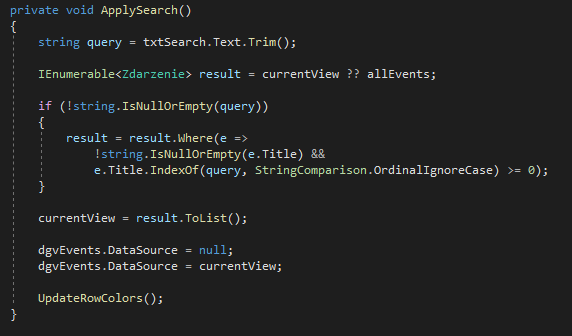 private void ApplySearch()
{
    string query = txtSearch.Text.Trim();

    IEnumerable<Zdarzenie> result = currentView ?? allEvents;

    if (!string.IsNullOrEmpty(query))
    {
        result = result.Where(e =>
            !string.IsNullOrEmpty(e.Title) &&
            e.Title.IndexOf(query, StringComparison.OrdinalIgnoreCase) >= 0);
    }

    currentView = result.ToList();

    dgvEvents.DataSource = null;
    dgvEvents.DataSource = currentView;

    UpdateRowColors();
}